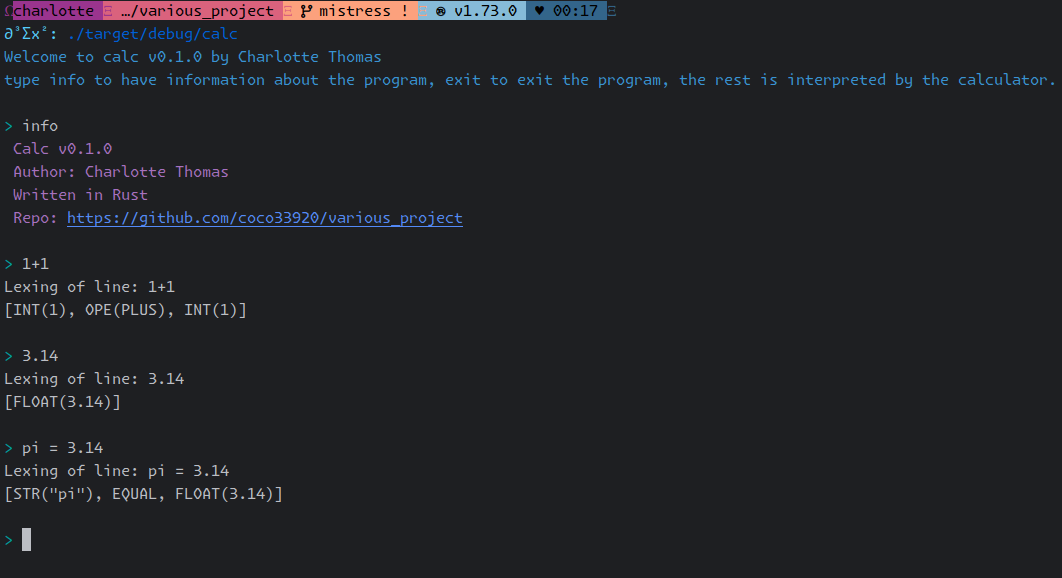 charlotte …/various_project mistress ! v1.73.0 ♥ 00:17
∂³Σx²: ./target/debug/calc
Welcome to calc v0.1.0 by Charlotte Thomas
type info to have information about the program, exit to exit the program, the rest is interpreted by the calculator.
> info
Calc v0.1.0
Author: Charlotte Thomas
Written in Rust
Repo: https://github.com/coco33920/various_project
> 1+1
Lexing of line: 1+1
[INT(1), OPE(PLUS), INT(1)]
> 3.14
Lexing of line: 3.14
[FLOAT(3.14)]
> pi = 3.14
Lexing of line: pi = 3.14
[STR("pi"), EQUAL, FLOAT(3.14)]
>